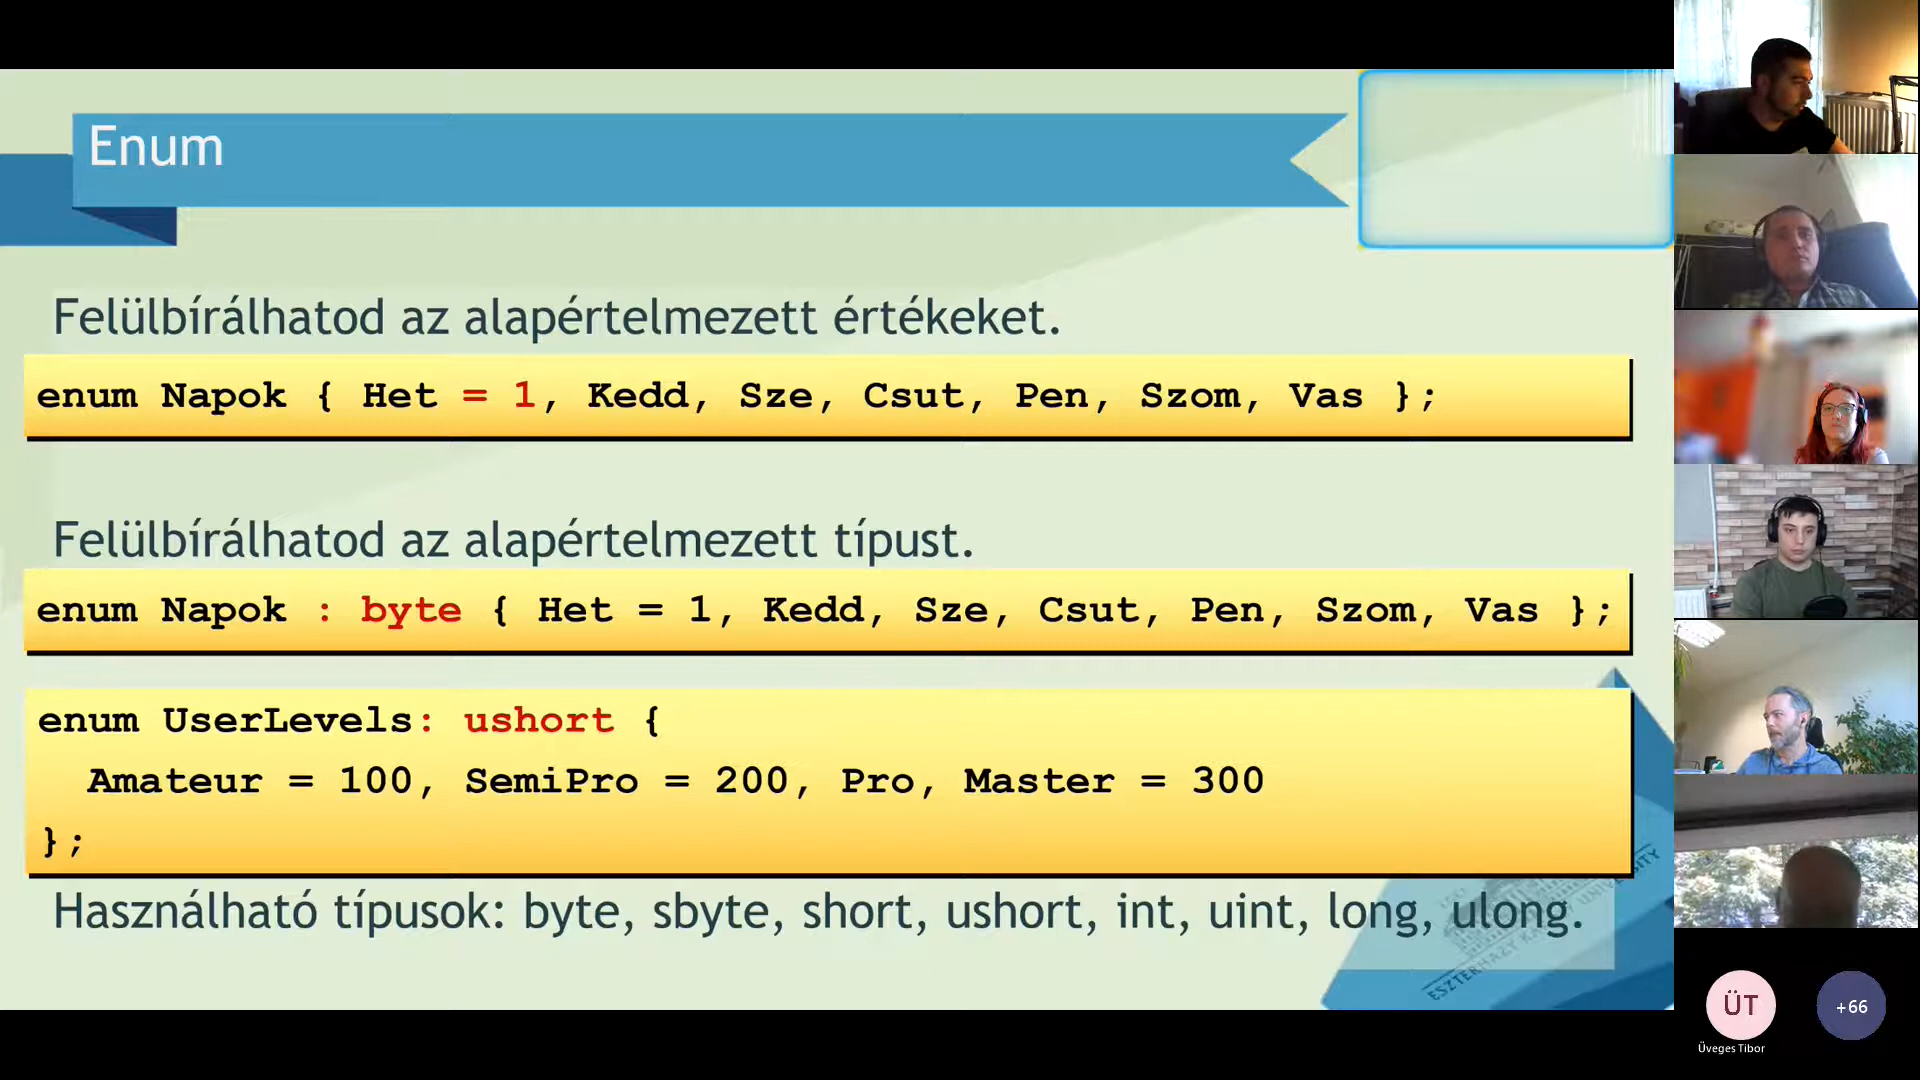 Enum
Felülbírálhatod az alapértelmezett értékeket.
enum Napok { Het = 1, Kedd, Sze, Csut, Pen, Szom, Vas };
Felülbírálhatod az alapértelmezett típust.
enum Napok : byte { Het = 1, Kedd, Sze, Csut, Pen, Szom, Vas };
enum UserLevels: ushort {
Amateur = 100, SemiPro = 200, Pro, Master = 300
};
Használható típusok: byte, sbyte, short, ushort, int, uint, long, ulong.
ÜT
+66
Üveges Tibor